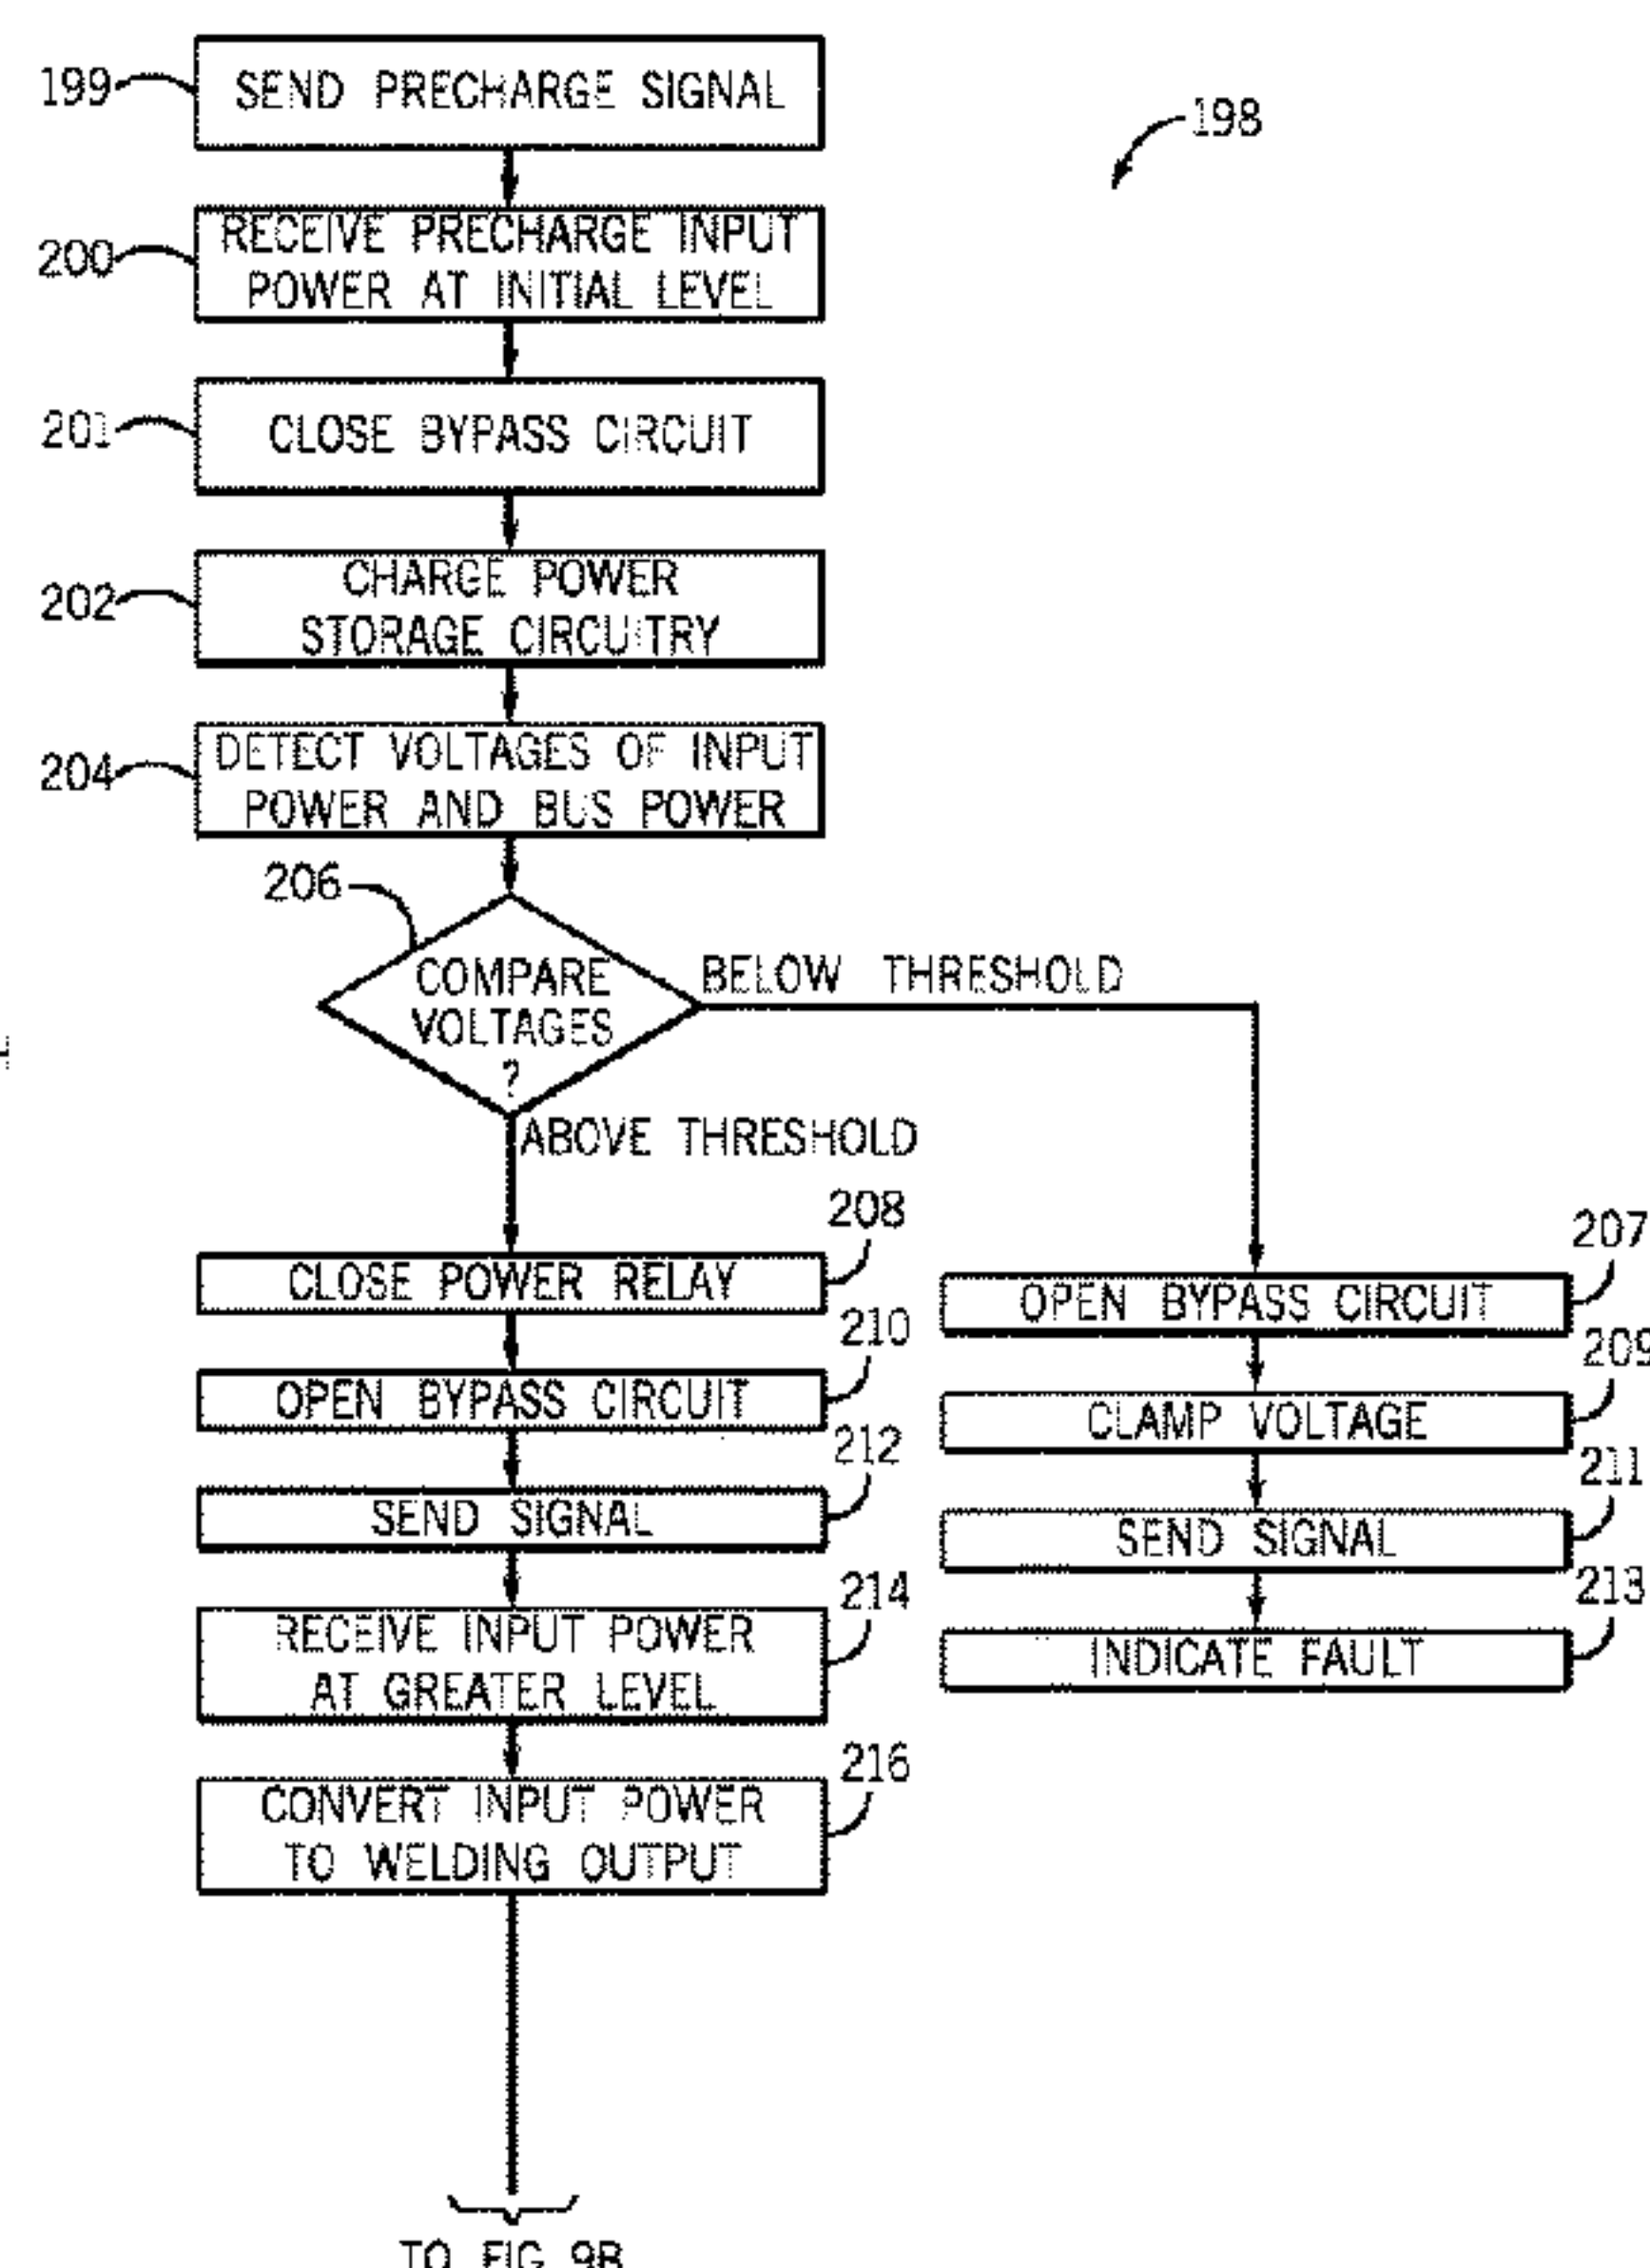 199
SEND PRECHARGE SIGNAL
198
200
RECEIVE PRECHARGE INPUT
POWER AT INITIAL LEVEL
201
CLOSE BYPASS CIRCUIT
202
CHARGE POWER
STORAGE CIRCUITRY
204
DETECT VOLTAGES OF INPUT
POWER AND BUS POWER
206
COMPARE
VOLTAGES
?
BELOW THRESHOLD
ABOVE THRESHOLD
208
CLOSE POWER RELAY
210
OPEN BYPASS CIRCUIT
212
SEND SIGNAL
214
RECEIVE INPUT POWER
AT GREATER LEVEL
216
CONVERT INPUT POWER
TO WELDING OUTPUT
207
OPEN BYPASS CIRCUIT
209
CLAMP VOLTAGE
211
SEND SIGNAL
213
INDICATE FAULT
TO FIG 9B